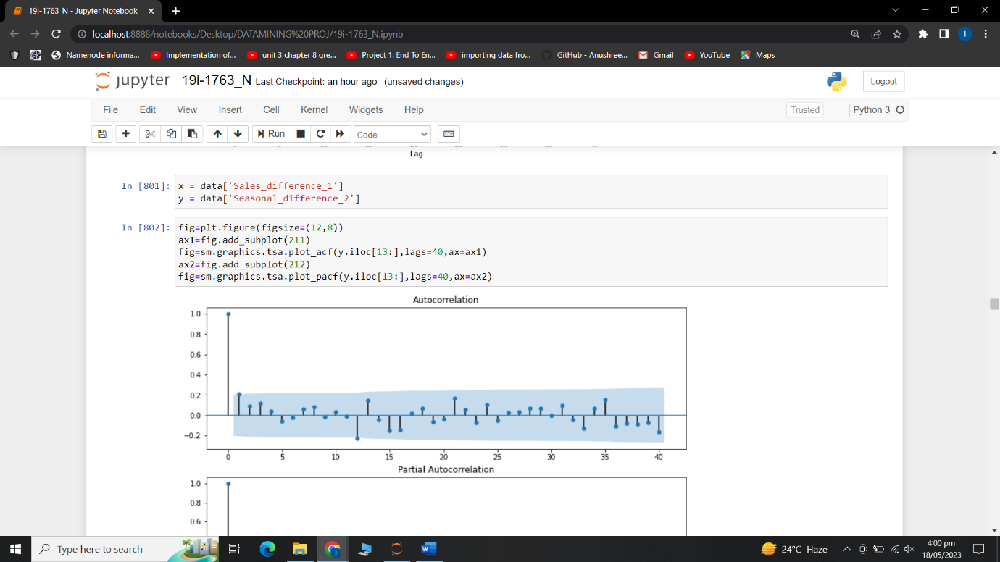 19i-1763_N - Jupyter Notebook
localhost:8888/notebooks/Desktop/DATAMINING%20PROJ/19i-1763_N.ipynb
I
Namenode informa...
Implementation of...
unit 3 chapter 8 gre...
Project 1: End To En...
importing data fro...
GitHub - Anushree...
Gmail
YouTube
Maps
jupyter 19i-1763_N Last Checkpoint: an hour ago (unsaved changes)
Logout
File Edit View Insert Cell Kernel Widgets Help
Trusted
Python 3
Run
Code
Lag
In [801]: x = data['Sales_difference_1']
y = data['Seasonal_difference_2']
In [802]: fig=plt.figure(figsize=(12,8))
ax1=fig.add_subplot(211)
fig=sm.graphics.tsa.plot_acf(y.iloc[13:],lags=40,ax=ax1)
ax2=fig.add_subplot(212)
fig=sm.graphics.tsa.plot_pacf(y.iloc[13:],lags=40,ax=ax2)
Autocorrelation
1.0
0.8
0.6
0.4
0.2
0.0
−0.2
0 5 10 15 20 25 30 35 40
Partial Autocorrelation
1.0
0.8
0.6
Type here to search
24°C Haze
4:00 pm
18/05/2023